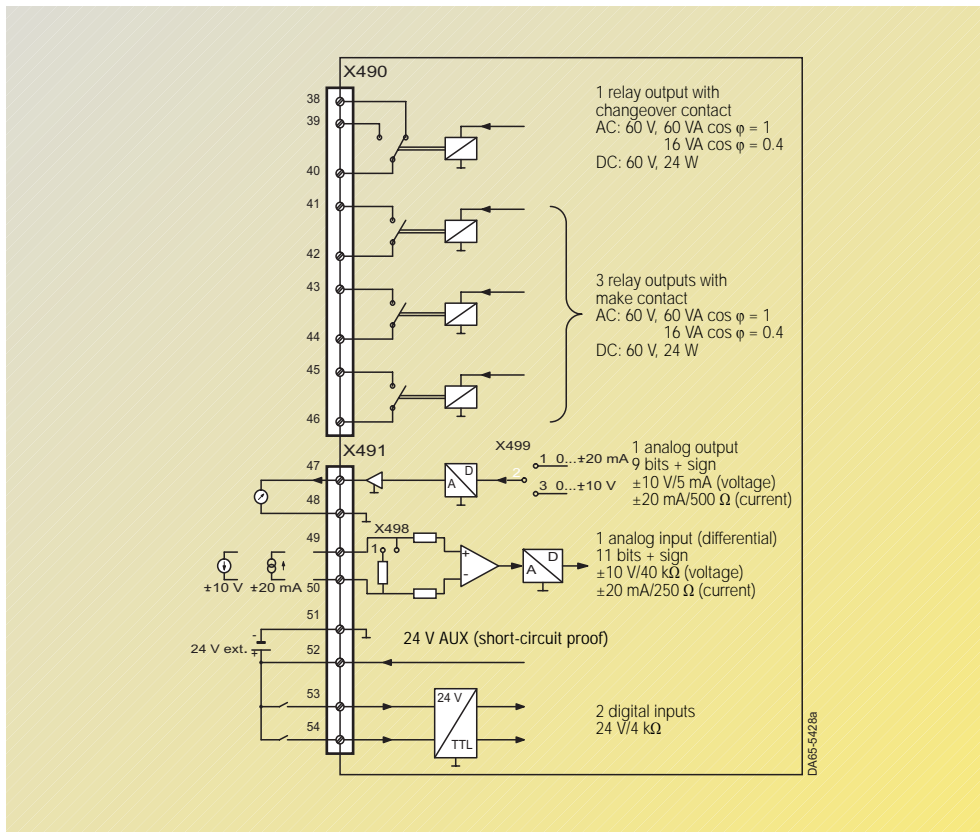 X490
38
39
40
41
42
43
44
45
46
1 relay output with
changeover contact
AC: 60 V, 60 VA cos φ = 1
16 VA cos φ = 0.4
DC: 60 V, 24 W
3 relay outputs with
make contact
AC: 60 V, 60 VA cos φ = 1
16 VA cos φ = 0.4
DC: 60 V, 24 W
X491
47
48
49
50
51
52
53
54
D
A
X499
2
1 0...±20 mA
3 0...±10 V
1 analog output
9 bits + sign
±10 V/5 mA (voltage)
±20 mA/500 Ω (current)
X498
1
+
-
D
A
±10 V ±20 mA
1 analog input (differential)
11 bits + sign
±10 V/40 kΩ (voltage)
±20 mA/250 Ω (current)
-
24 V ext. +
24 V AUX (short-circuit proof)
24 V
TTL
2 digital inputs
24 V/4 kΩ
DA65-5428a